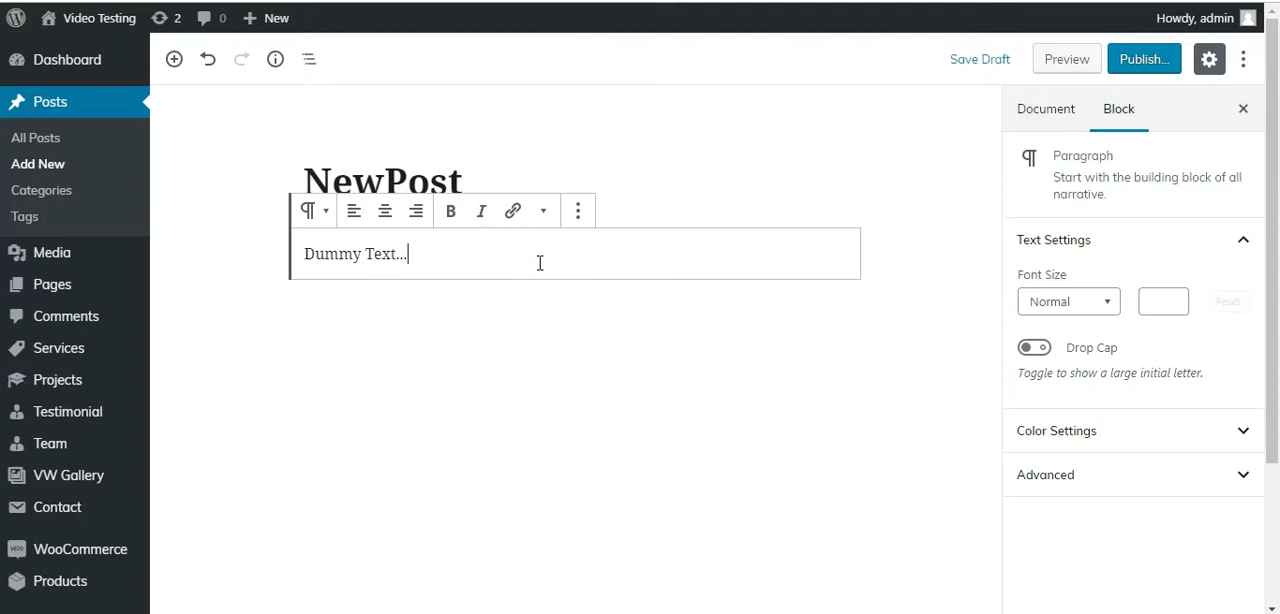 Video Testing 2 0 New Howdy, admin
Dashboard
Posts
All Posts
Add New
Categories
Tags
Media
Pages
Comments
Services
Projects
Testimonial
Team
VW Gallery
Contact
WooCommerce
Products
Save Draft Preview Publish...
NewPost
B I
Dummy Text...
Document Block
Paragraph
Start with the building block of all
narrative.
Text Settings
Font Size
Normal Reset
Drop Cap
Toggle to show a large initial letter.
Color Settings
Advanced